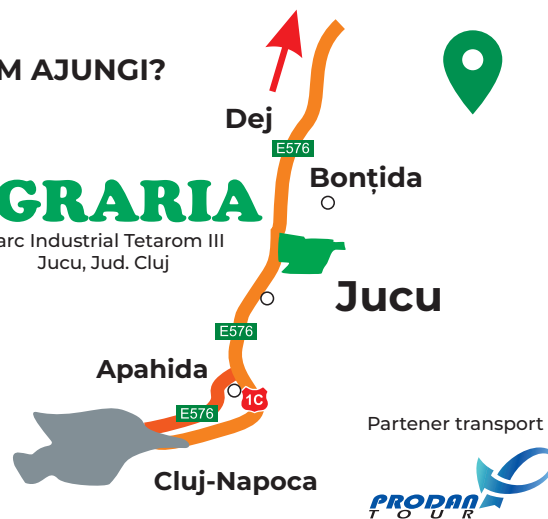 M AJUNGI?
Dej
E576
Bonțida
GRARIA
arc Industrial Tetarom III
Jucu, Jud. Cluj
Jucu
E576
Apahida
1C
E576
Partener transport
Cluj-Napoca
PRODAN
TOUR